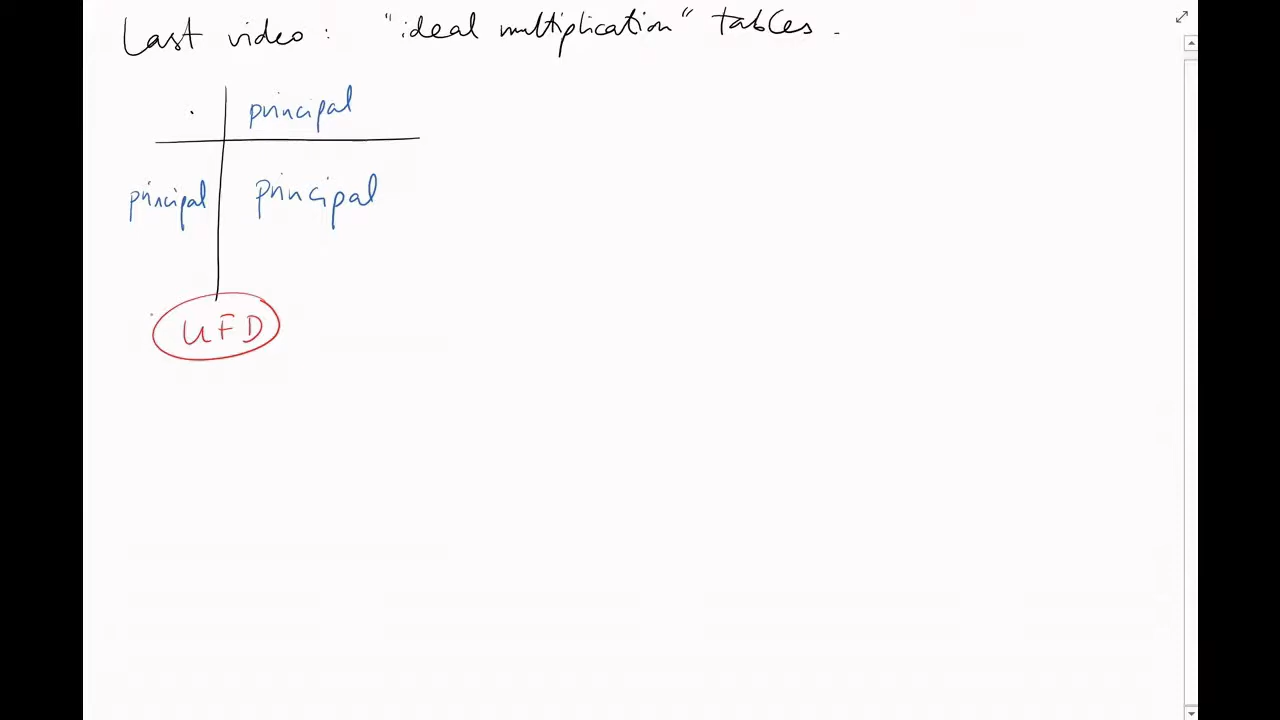 Last video : "ideal multiplication" tables .
. principal
principal principal
UFD